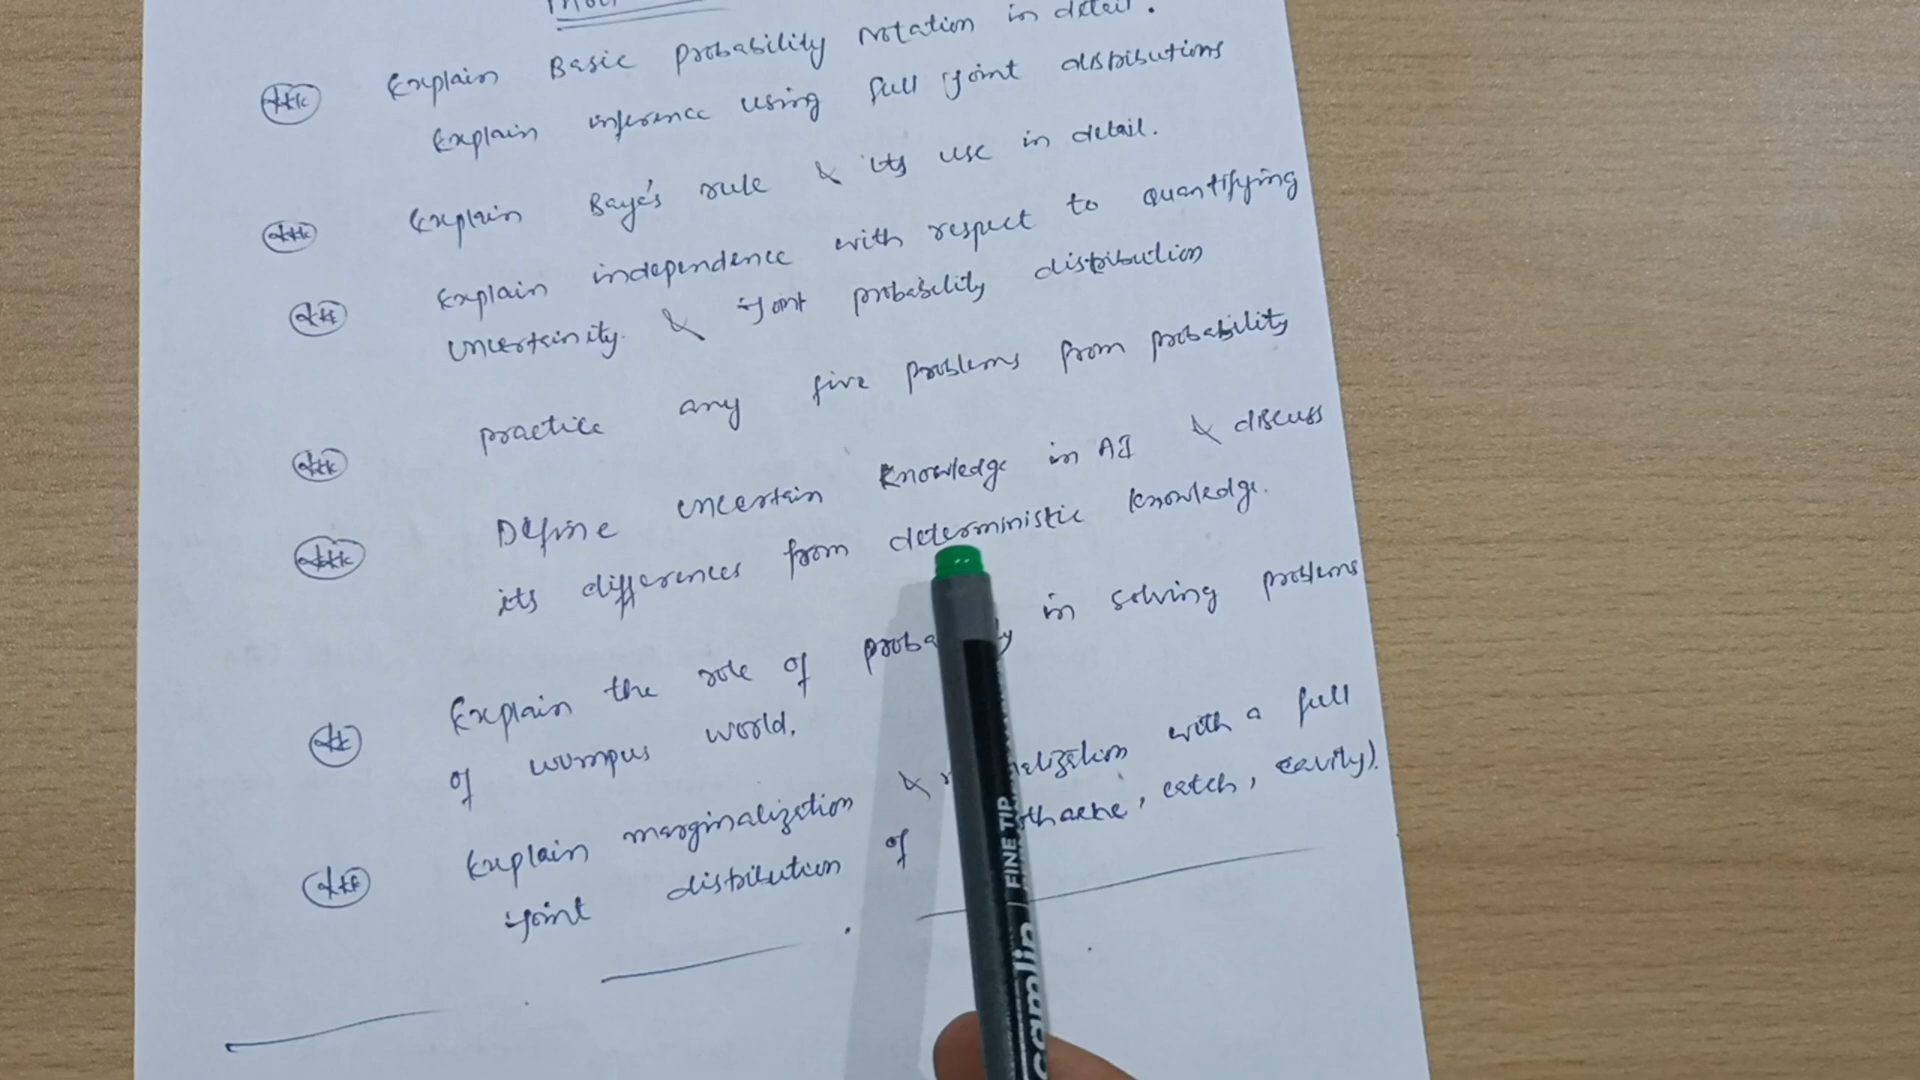 Explain Basic probability notation in detail.
Explain inference using full joint distributions
Explain Baye's rule & its use in detail.
Explain independence with respect to quantifying
uncertainity. & joint probability distribution
practice any five problems from probability
Define uncertain knowledge in AI & discuss
its differences from deterministic knowledge.
Explain the role of in solving problems
of wumpus world.
Explain marginalization & with a full
joint distribution of catch, cavity).
camlin FINE TIP